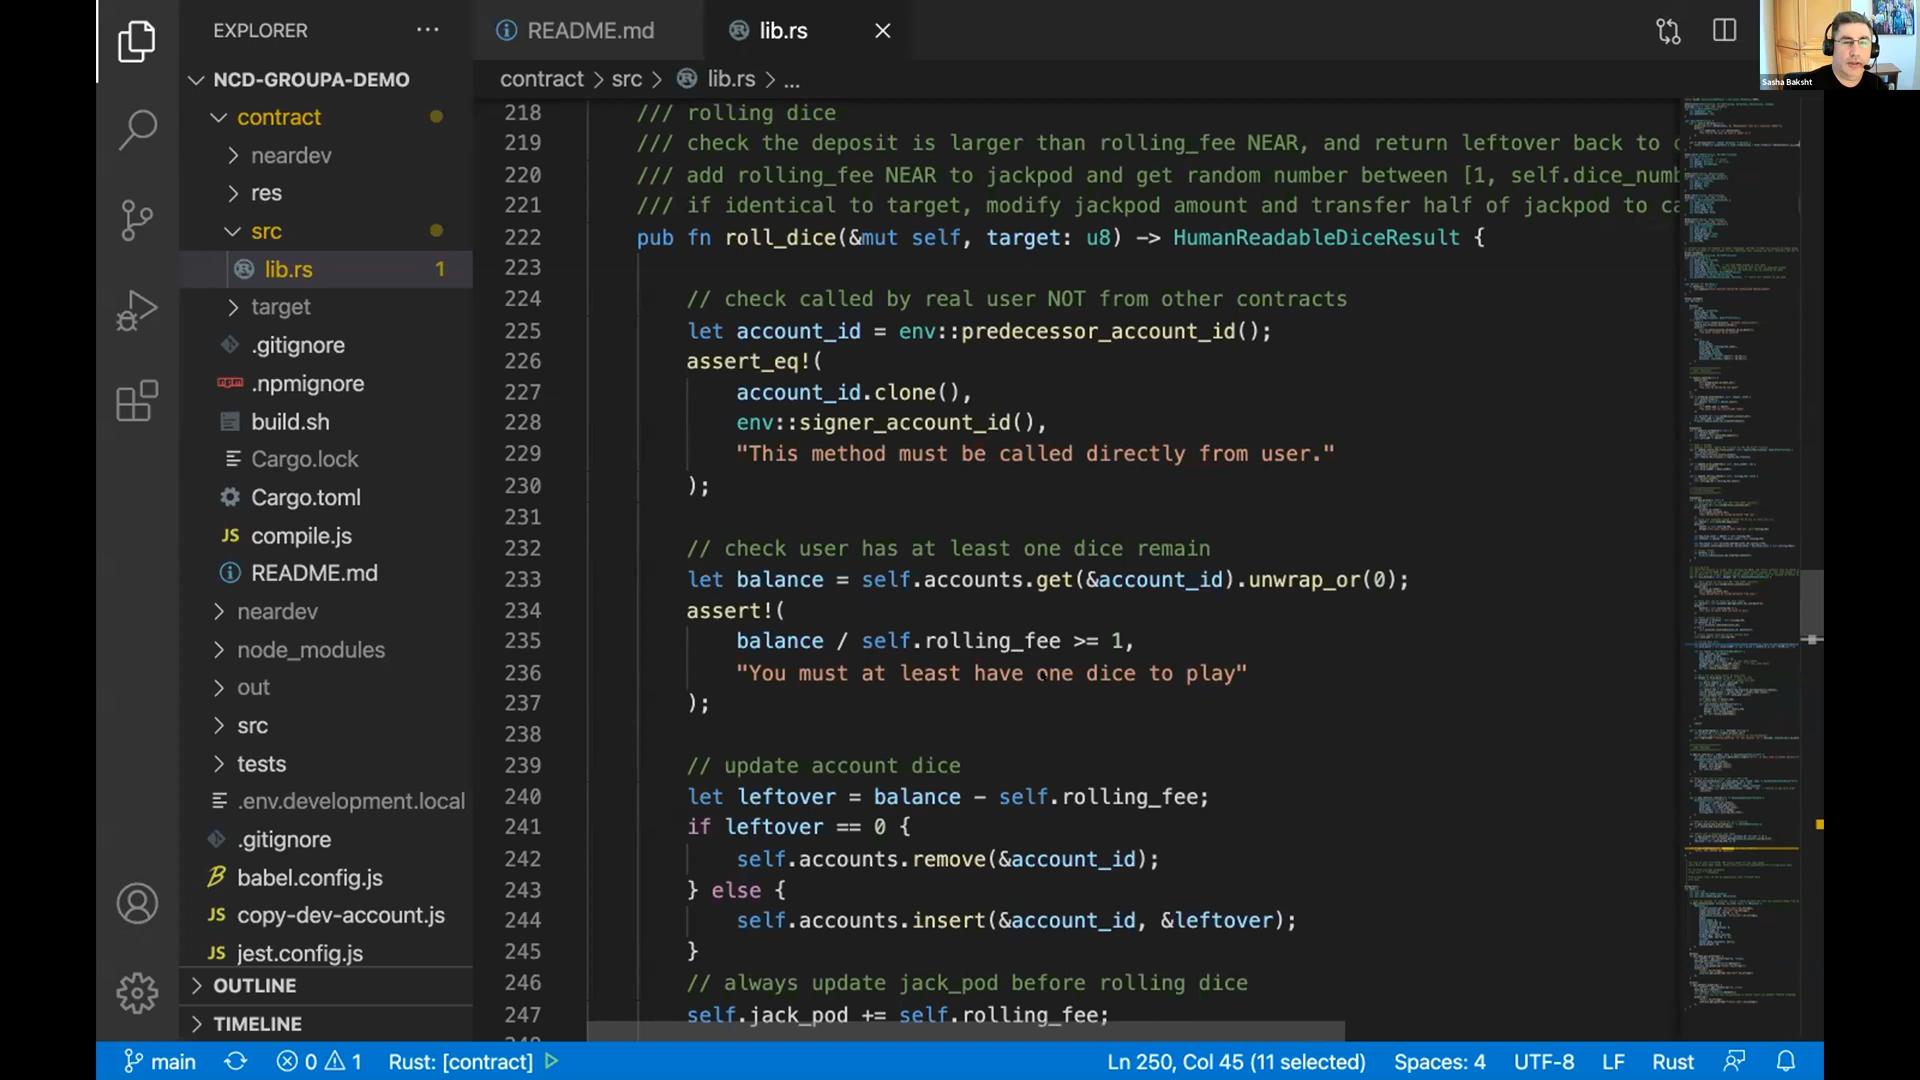 EXPLORER
README.md
lib.rs
Sasha Baksht
NCD-GROUPA-DEMO
contract
neardev
res
src
lib.rs 1
target
.gitignore
.npmignore
build.sh
Cargo.lock
Cargo.toml
JS compile.js
README.md
neardev
node_modules
out
src
tests
.env.development.local
.gitignore
babel.config.js
JS copy-dev-account.js
JS jest.config.js
OUTLINE
TIMELINE
contract > src > lib.rs > ...
218 /// rolling dice
219 /// check the deposit is larger than rolling_fee NEAR, and return leftover back to
220 /// add rolling_fee NEAR to jackpod and get random number between [1, self.dice_numb
221 /// if identical to target, modify jackpod amount and transfer half of jackpod to ca
222 pub fn roll_dice(&mut self, target: u8) -> HumanReadableDiceResult {
223
224 // check called by real user NOT from other contracts
225 let account_id = env::predecessor_account_id();
226 assert_eq!(
227 account_id.clone(),
228 env::signer_account_id(),
229 "This method must be called directly from user."
230 );
231
232 // check user has at least one dice remain
233 let balance = self.accounts.get(&account_id).unwrap_or(0);
234 assert!(
235 balance / self.rolling_fee >= 1,
236 "You must at least have one dice to play"
237 );
238
239 // update account dice
240 let leftover = balance - self.rolling_fee;
241 if leftover == 0 {
242 self.accounts.remove(&account_id);
243 } else {
244 self.accounts.insert(&account_id, &leftover);
245 }
246 // always update jack_pod before rolling dice
247 self.jack_pod += self.rolling_fee;
main
0
1
Rust: [contract]
Ln 250, Col 45 (11 selected)
Spaces: 4
UTF-8
LF
Rust